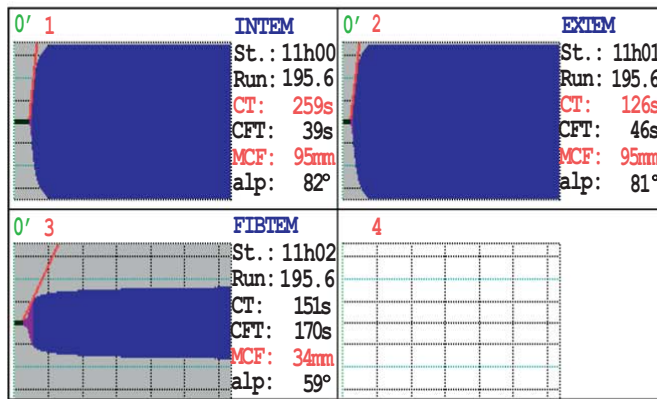 0' 1 INTEM
St.: 11h00
Run: 195.6
CT: 259s
CFT: 39s
MCF: 95mm
alp: 82°
0' 2 EXTEM
St.: 11h01
Run: 195.6
CT: 126s
CFT: 46s
MCF: 95mm
alp: 81°
0' 3 FIBTEM
St.: 11h02
Run: 195.6
CT: 151s
CFT: 170s
MCF: 34mm
alp: 59°
4